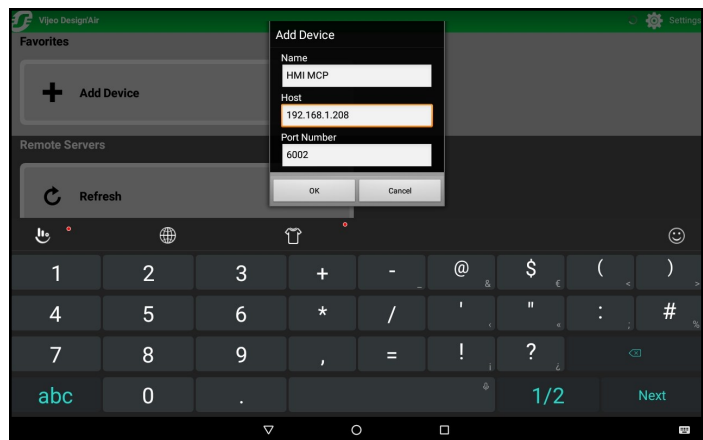 Vijeo Design'Air
Settings
Favorites
Add Device
Remote Servers
Refresh
Add Device
Name
HMI MCP
Host
192.168.1.208
Port Number
6002
OK
Cancel
1 2 3 + - _ @ & $ € ( < ) >
4 5 6 * / ' ‹ " « : ; # %
7 8 9 , = ! ¡ ? ¿
abc 0 . 1/2 Next